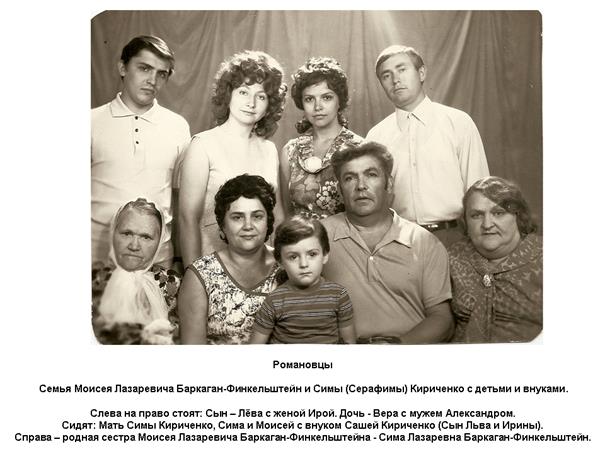 Романовцы
Семья Моисея Лазаревича Баркаган-Финкельштейн и Симы (Серафимы) Кириченко с детьми и внуками.
Слева на право стоят: Сын – Лёва с женой Ирой. Дочь - Вера с мужем Александром.
Сидят: Мать Симы Кириченко, Сима и Моисей с внуком Сашей Кириченко (Сын Льва и Ирины).
Справа – родная сестра Моисея Лазаревича Баркаган-Финкельштейна - Сима Лазаревна Баркаган-Финкельштейн.